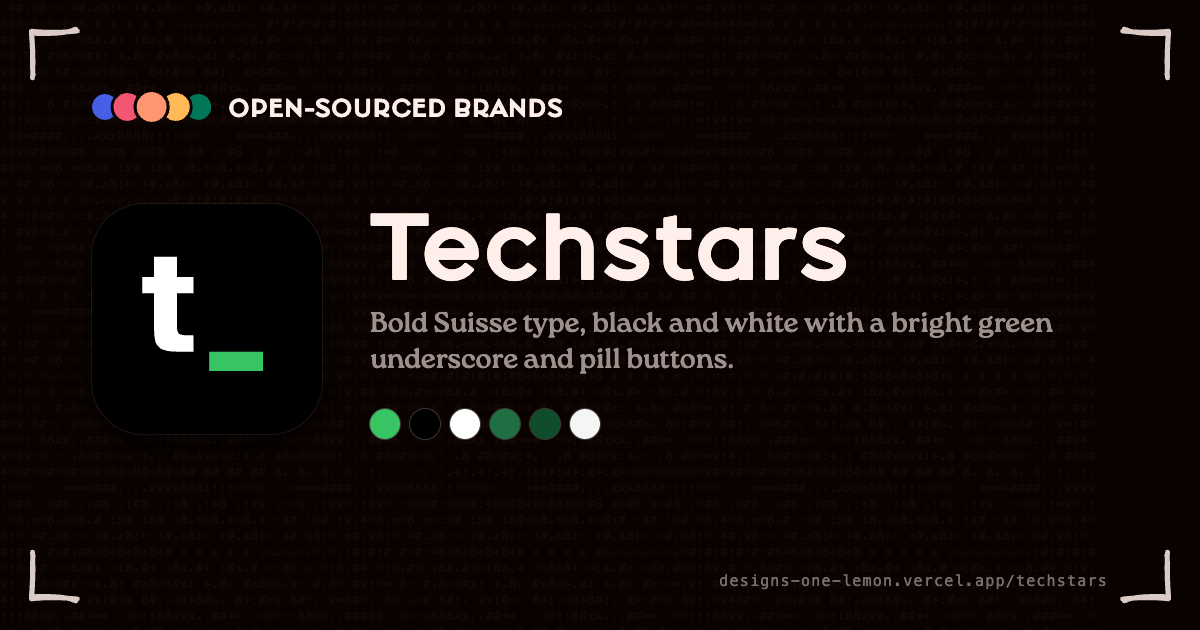 OPEN-SOURCED BRANDS
t_
Techstars
Bold Suisse type, black and white with a bright green
underscore and pill buttons.
designs-one-lemon.vercel.app/techstars